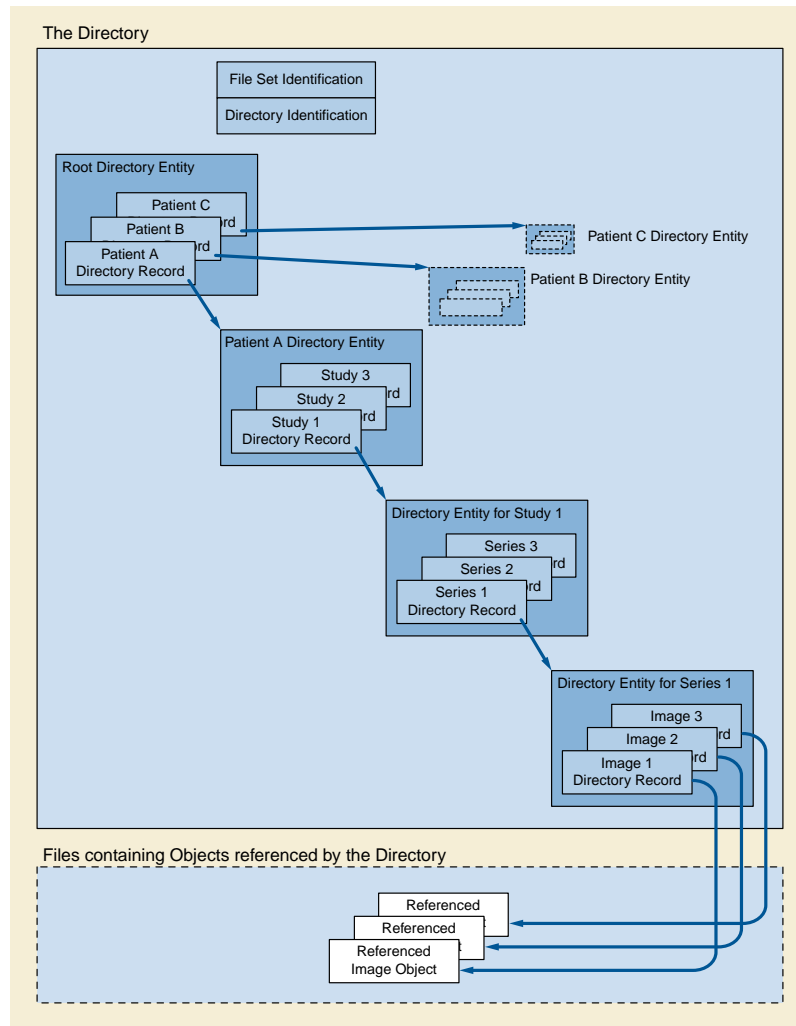 The Directory
File Set Identification
Directory Identification
Root Directory Entity
Patient C
rd
Patient B
rd
Patient A
Directory Record
Patient C Directory Entity
Patient B Directory Entity
Patient A Directory Entity
Study 3
rd
Study 2
ord
Study 1
Directory Record
Directory Entity for Study 1
Series 3
rd
Series 2
ord
Series 1
Directory Record
Directory Entity for Series 1
Image 3
rd
Image 2
ord
Image 1
Directory Record
Files containing Objects referenced by the Directory
Referenced
t
Referenced
t
Referenced
Image Object